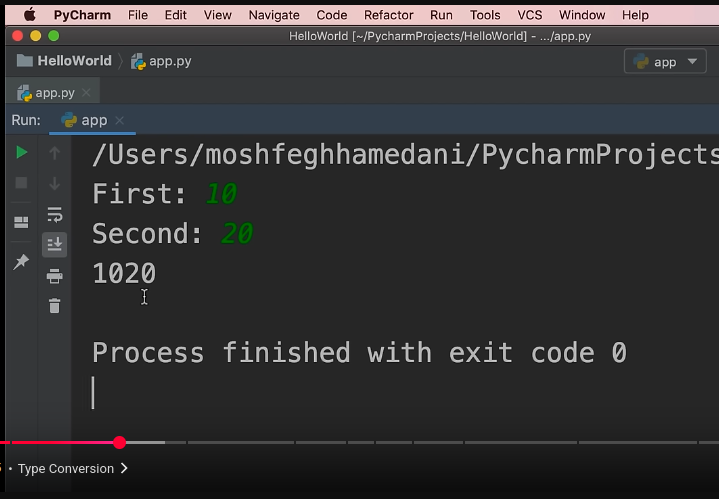 PyCharm File Edit View Navigate Code Refactor Run Tools VCS Window Help
HelloWorld [~/PycharmProjects/HelloWorld] - .../app.py
HelloWorld app.py app
app.py
Run: app
/Users/moshfeghhamedani/PycharmProjects
First: 10
Second: 20
1020
Process finished with exit code 0
• Type Conversion >